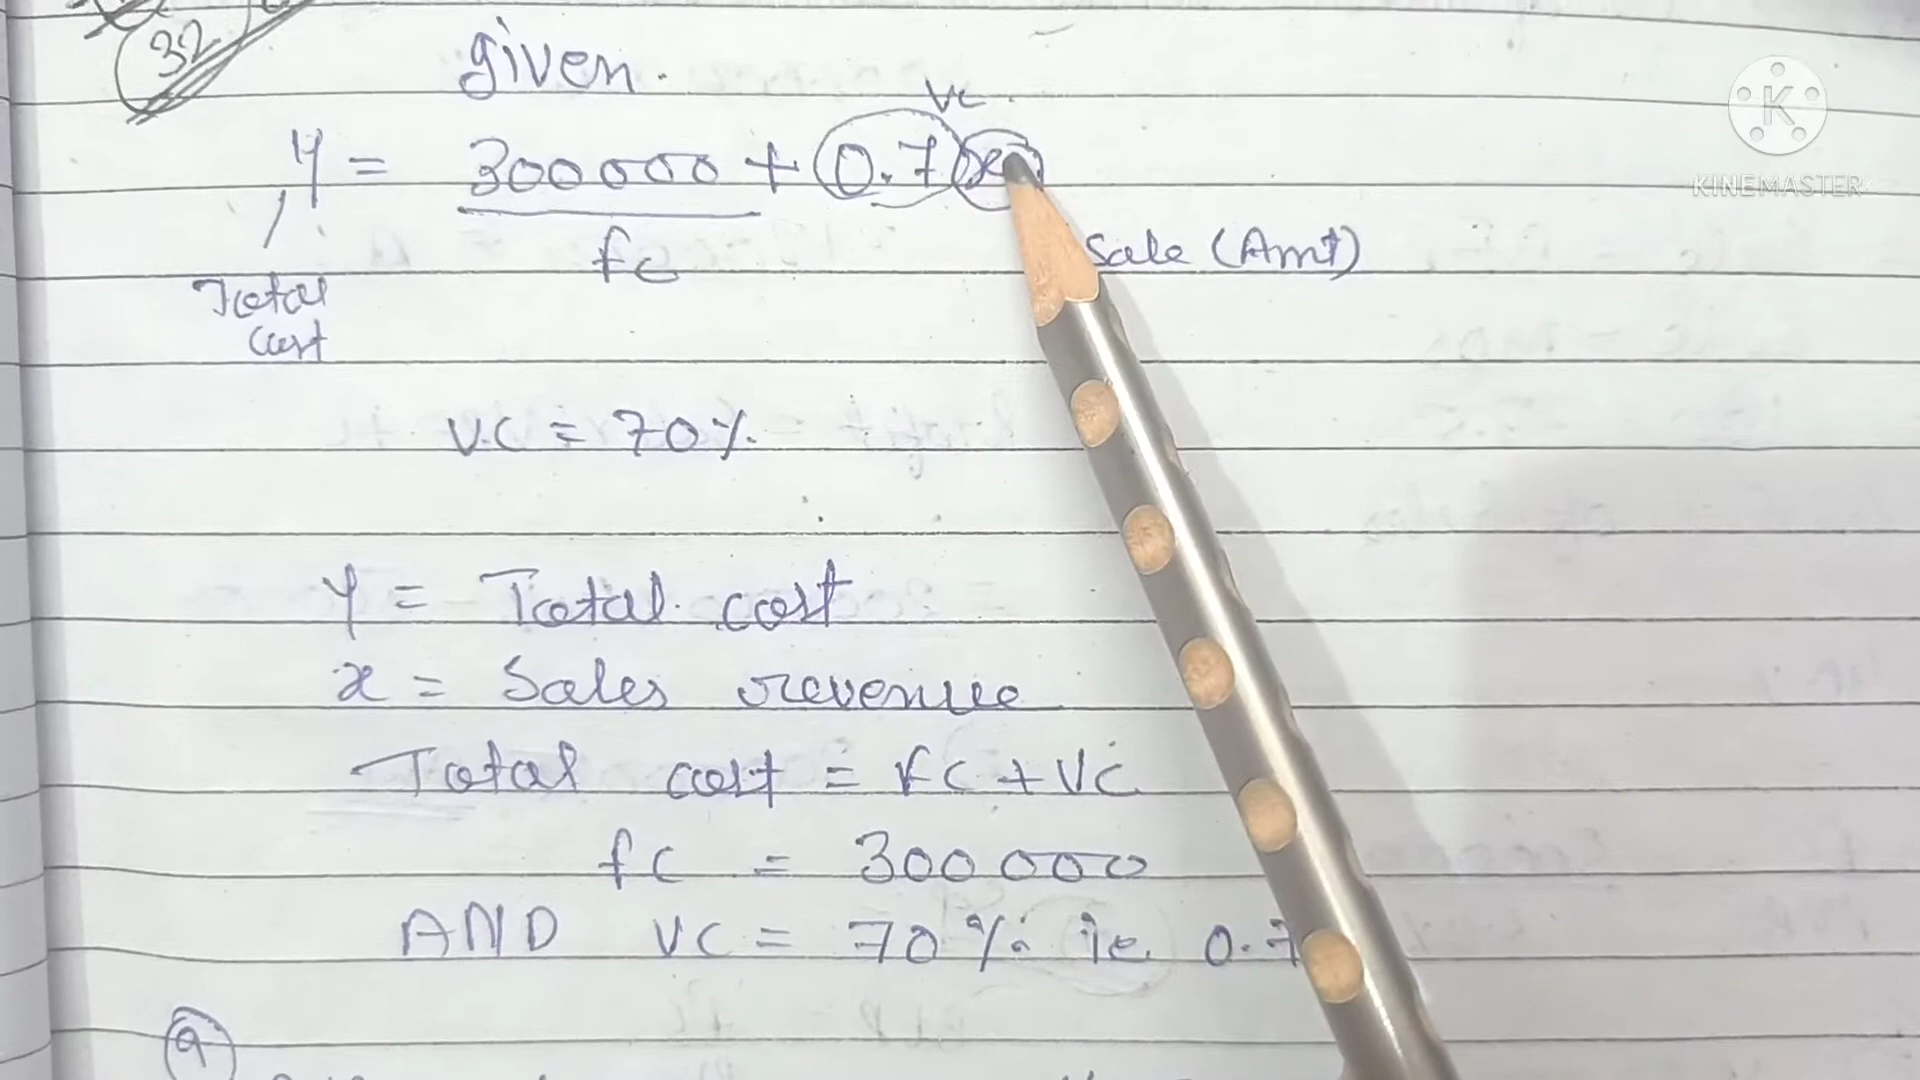 32
given.
VC
y = 300000 + 0.7x
fc
Sale (Amt)
Total
cost
V.C = 70%
Y = Total cost
x = Sales revenue
Total cost = FC + VC
fc = 300000
AND VC = 70% ie. 0.7
a
K
KINEMASTER